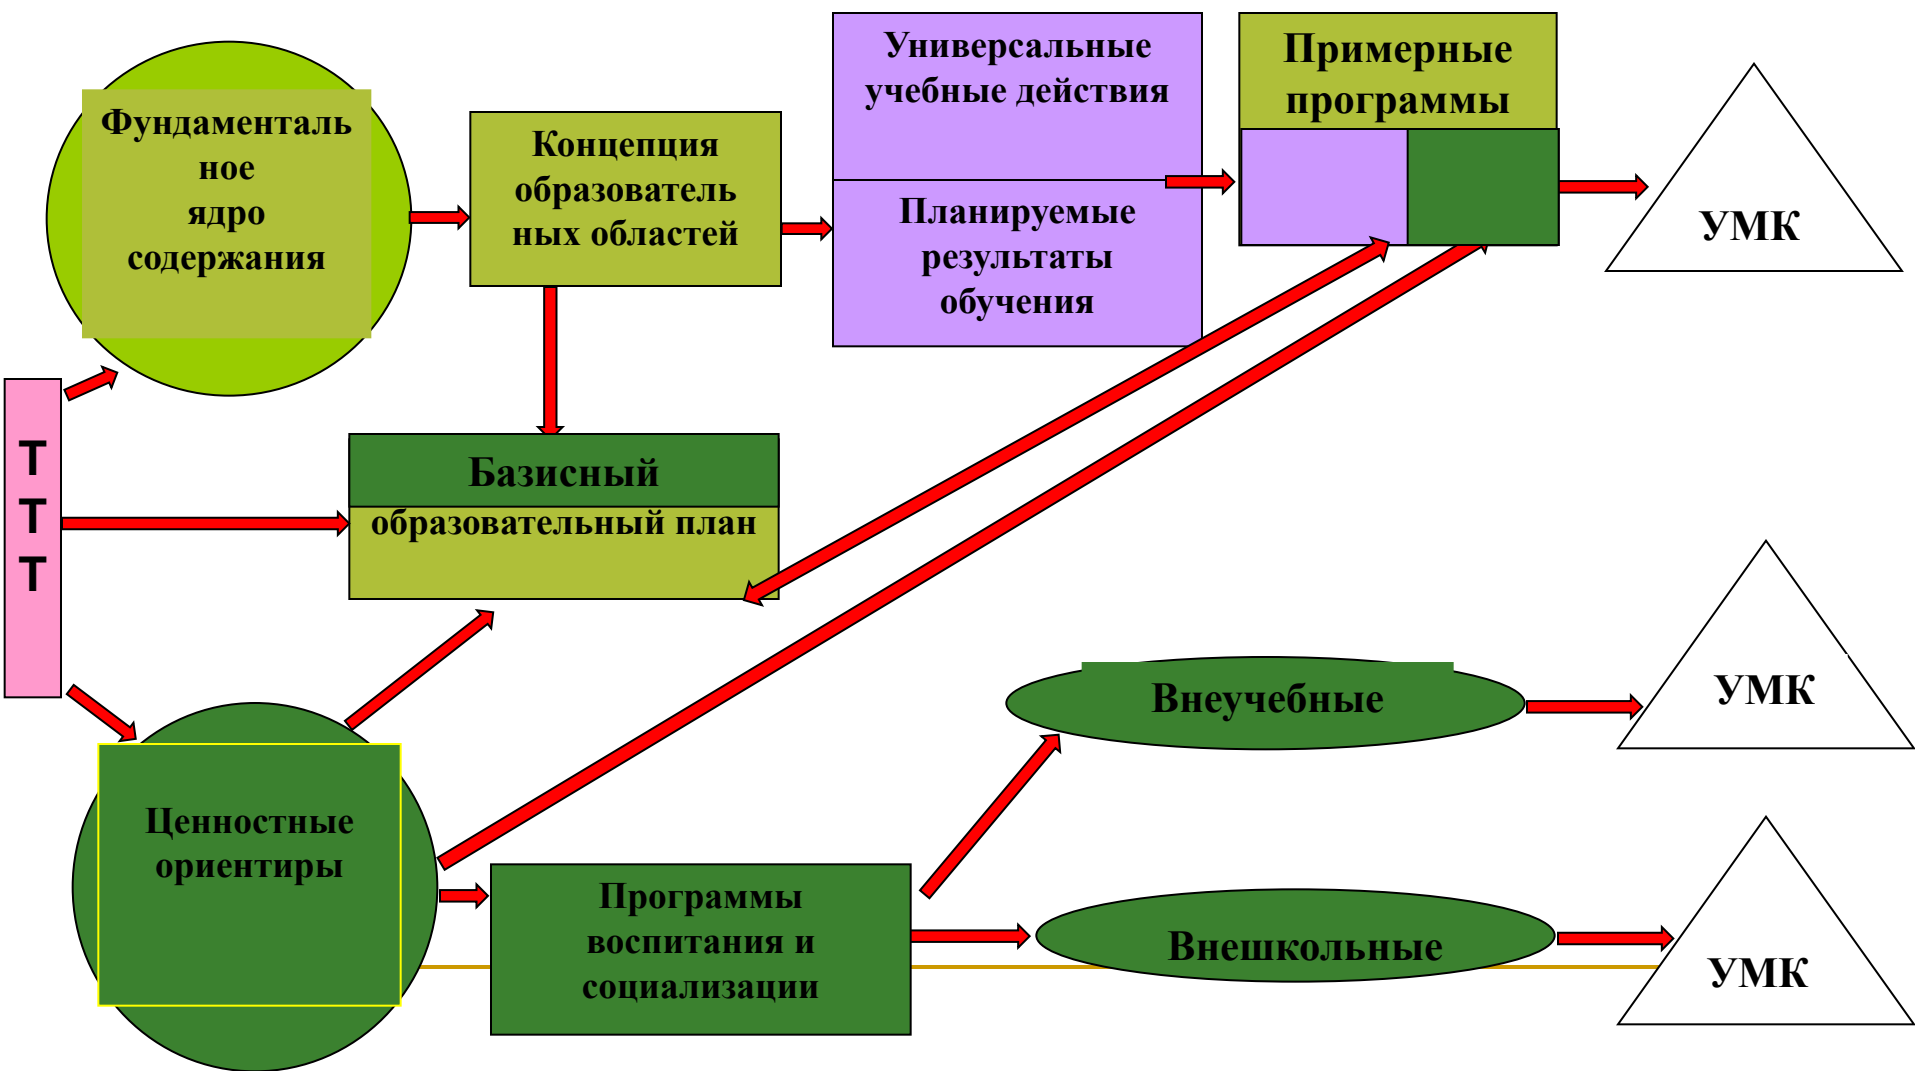 Фундаменталь
ное
ядро
содержания
Концепция
образователь
ных областей
Универсальные
учебные действия
Планируемые
результаты
обучения
Примерные
программы
УМК
Т
Т
Т
Базисный
образовательный план
Ценностные
ориентиры
Программы
воспитания и
социализации
Внеучебные
УМК
Внешкольные
УМК